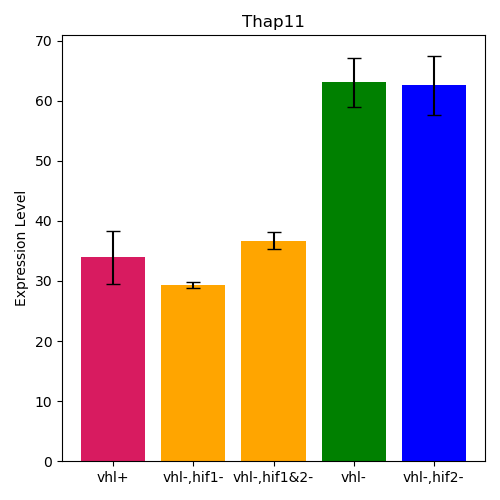 Thap11
Expression Level
70
60
50
40
30
20
10
0
vhl+
vhl-,hif1-
vhl-,hif1&2-
vhl-
vhl-,hif2-